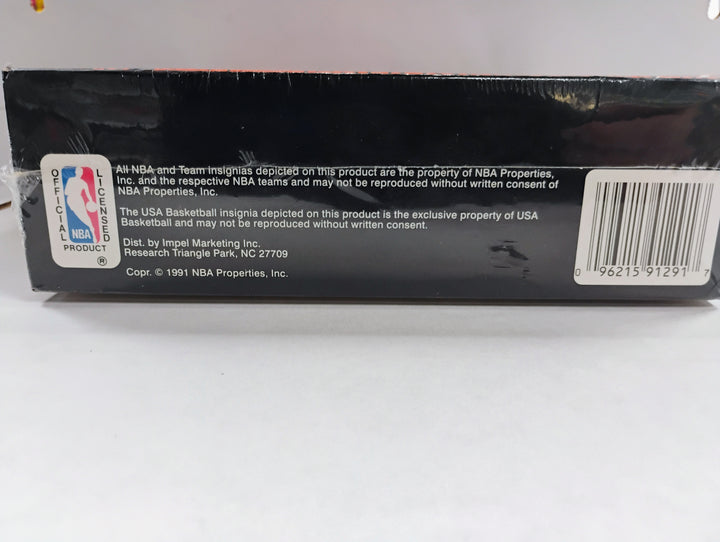 OFFICIAL
LICENSED
NBA
PRODUCT
®
All NBA and Team Insignias depicted on this product are the property of NBA Properties,
Inc. and the respective NBA teams and may not be reproduced without written consent of
NBA Properties, Inc.
The USA Basketball insignia depicted on this product is the exclusive property of USA
Basketball and may not be reproduced without written consent.
Dist. by Impel Marketing Inc.
Research Triangle Park, NC 27709
Copr. © 1991 NBA Properties, Inc.
0 96215 91291 7